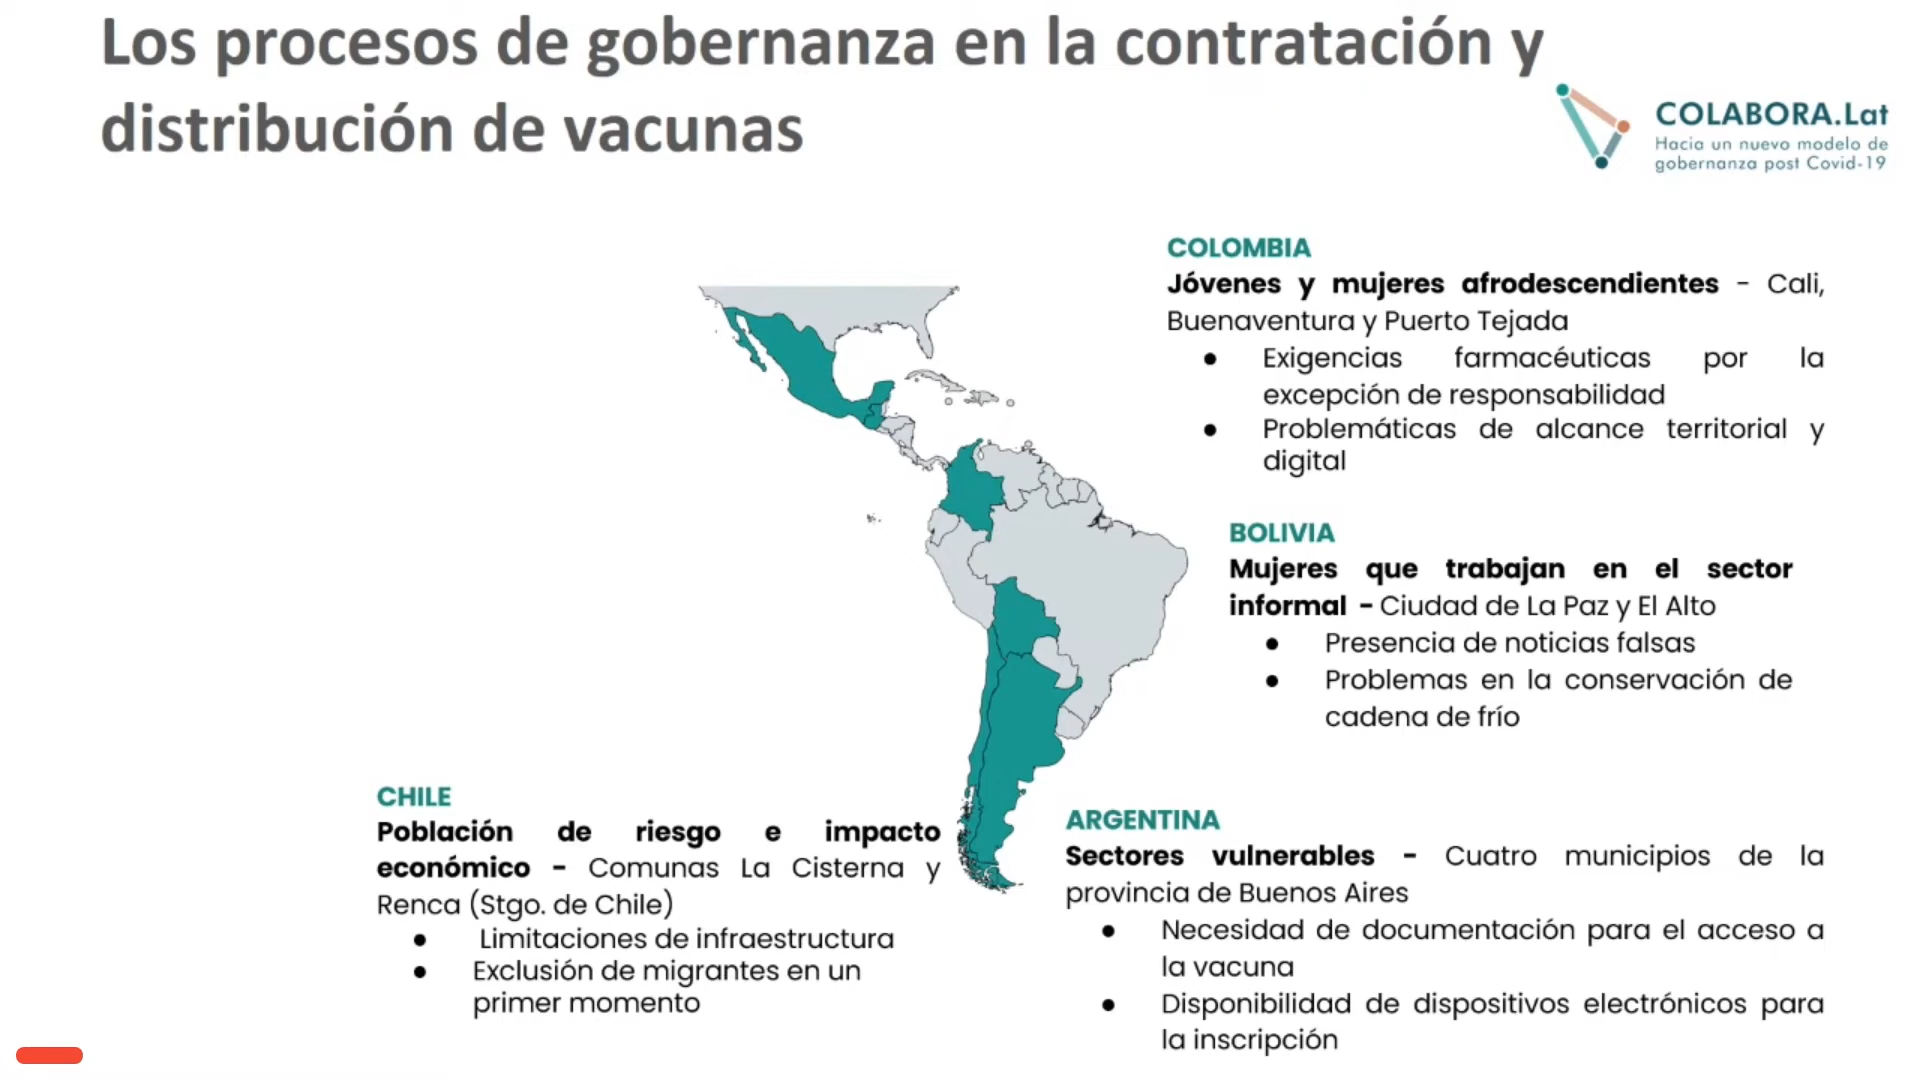 Los procesos de gobernanza en la contratación y
distribución de vacunas
COLABORA.Lat
Hacia un nuevo modelo de
gobernanza post Covid-19
COLOMBIA
Jóvenes y mujeres afrodescendientes - Cali,
Buenaventura y Puerto Tejada
● Exigencias farmacéuticas por la
excepción de responsabilidad
● Problemáticas de alcance territorial y
digital
BOLIVIA
Mujeres que trabajan en el sector
informal - Ciudad de La Paz y El Alto
● Presencia de noticias falsas
● Problemas en la conservación de
cadena de frío
CHILE
Población de riesgo e impacto
económico - Comunas La Cisterna y
Renca (Stgo. de Chile)
● Limitaciones de infraestructura
● Exclusión de migrantes en un
primer momento
ARGENTINA
Sectores vulnerables - Cuatro municipios de la
provincia de Buenos Aires
● Necesidad de documentación para el acceso a
la vacuna
● Disponibilidad de dispositivos electrónicos para
la inscripción